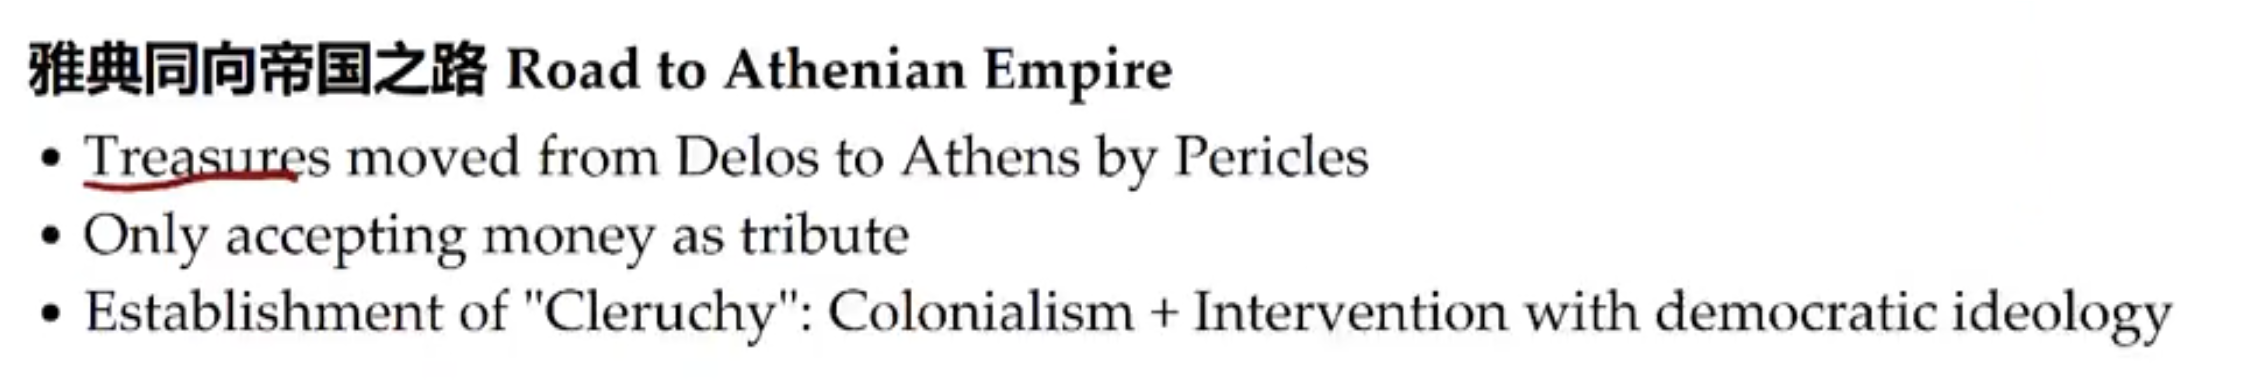 雅典同向帝国之路 Road to Athenian Empire
• Treasures moved from Delos to Athens by Pericles
• Only accepting money as tribute
• Establishment of "Cleruchy": Colonialism + Intervention with democratic ideology